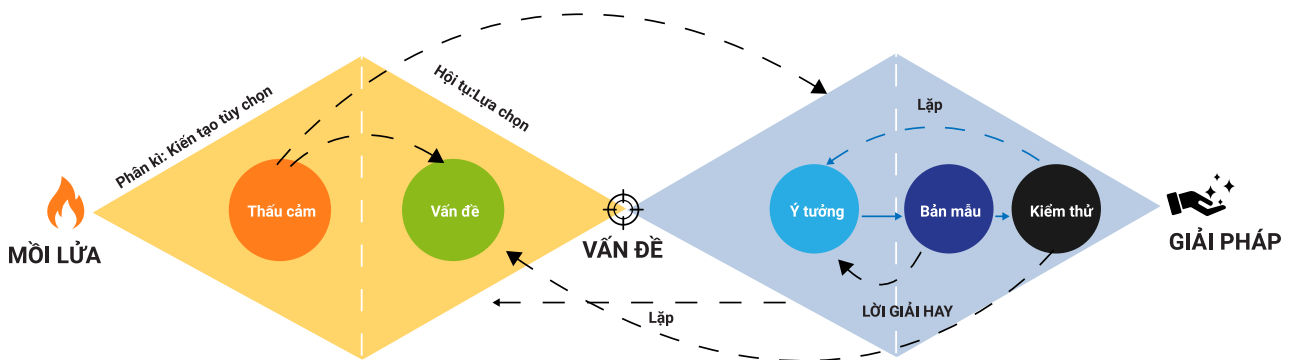 Phân kì: Kiến tạo tùy chọn
Hội tụ:Lựa chọn
Thấu cảm
Vấn đề
MỒI LỬA
VẤN ĐỀ
Lặp
Ý tưởng
Bản mẫu
Kiểm thử
GIẢI PHÁP
LỜI GIẢI HAY
Lặp